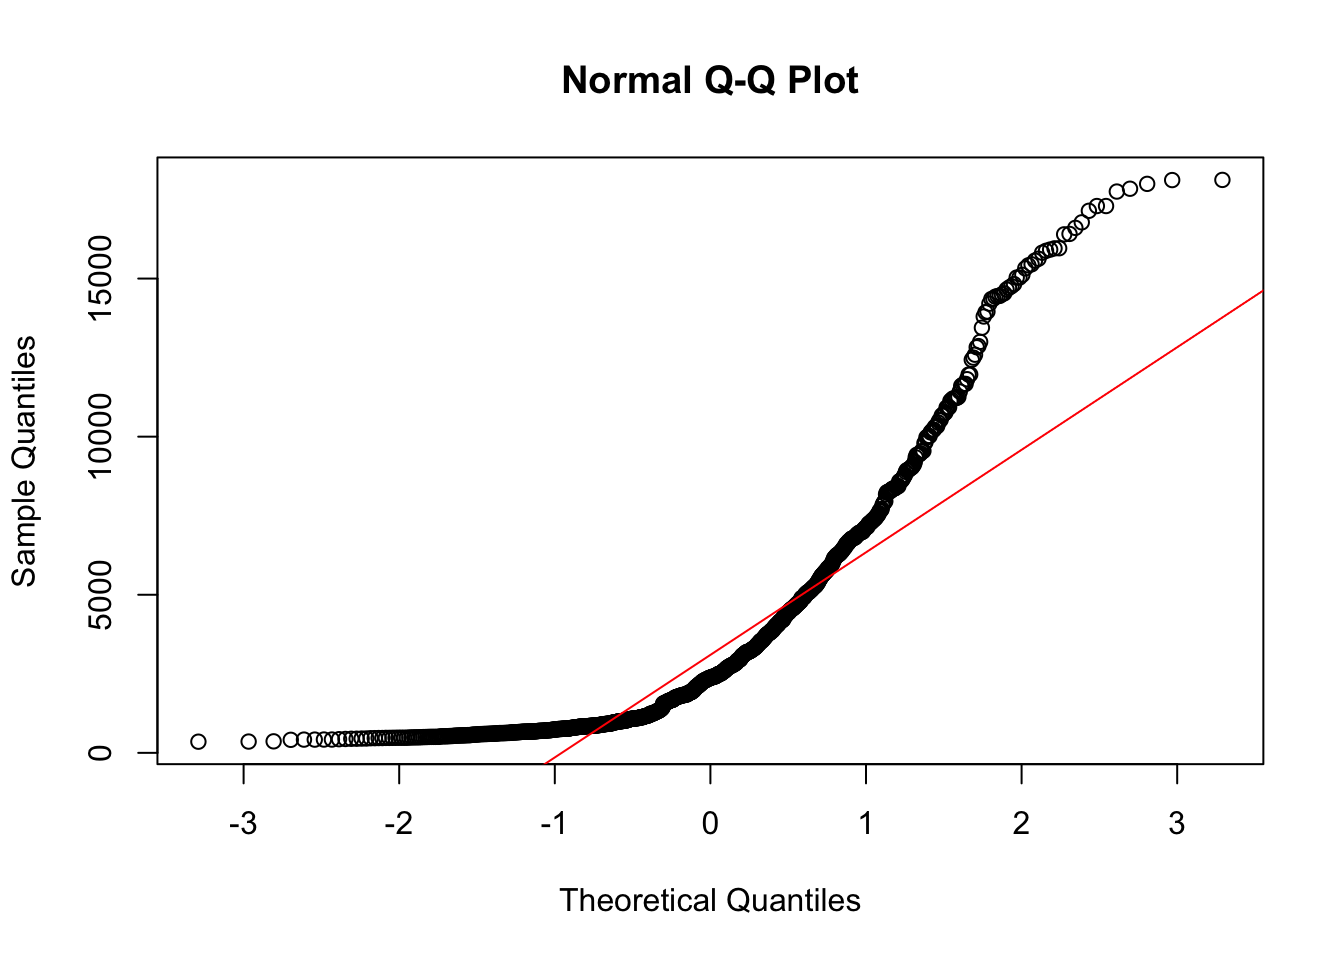 Normal Q-Q Plot
Sample Quantiles
15000
10000
5000
0
-3 -2 -1 0 1 2 3
Theoretical Quantiles